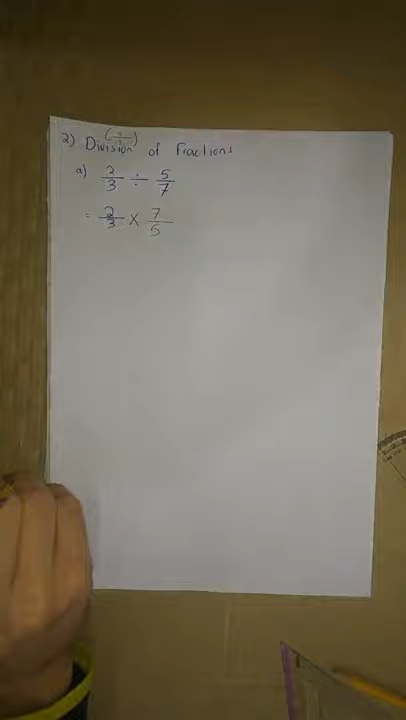 2) Division of Fractions
a) 2/3 ÷ 5/7
= 2/3 × 7/5